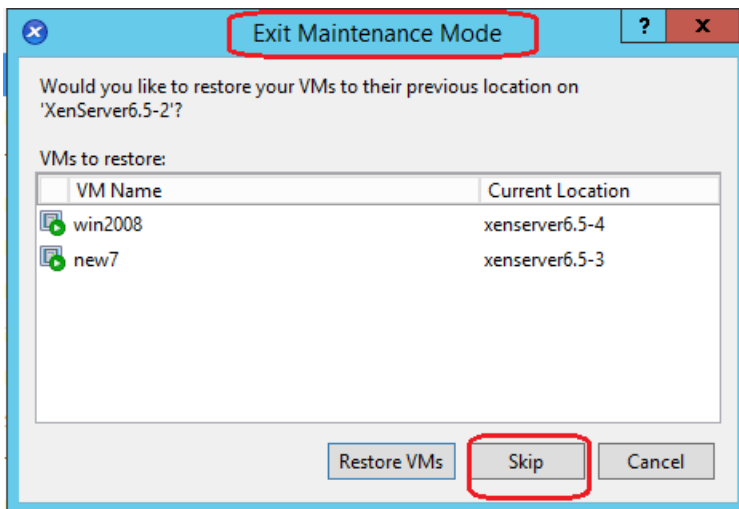 Exit Maintenance Mode
? x
Would you like to restore your VMs to their previous location on
'XenServer6.5-2'?
VMs to restore:
VM Name Current Location
win2008 xenserver6.5-4
new7 xenserver6.5-3
Restore VMs Skip Cancel